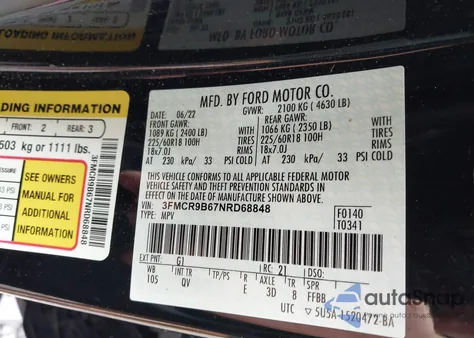 MFD. BY FORD MOTOR CO.
DATE: 06/22 GVWR: 2100 KG (4630 LB)
FRONT GAWR: REAR GAWR:
1089 KG (2400 LB) WITH 1066 KG (2350 LB) WITH
225/60R18 100H TIRES 225/60R18 100H TIRES
18x7.0J RIMS 18x7.0J RIMS
AT 230 kPa/ 33 PSI COLD AT 230 kPa/ 33 PSI COLD
THIS VEHICLE CONFORMS TO ALL APPLICABLE FEDERAL MOTOR
VEHICLE SAFETY AND THEFT PREVENTION STANDARDS IN
EFFECT ON THE DATE OF MANUFACTURE SHOWN ABOVE.
VIN: 3FMCR9B67NRD68848
TYPE: MPV
F0140
T0341
EXT PNT: G1 RC: 21 DSO:
WB INT TR TP/PS R AXLE TR SPR
105 QV E 3D 8 FFBB
UTC 5U5A-1520472-BA
ADING INFORMATION
FRONT: 2 REAR: 3
503 kg or 1111 lbs.
SEE OWNERS
MANUAL FOR
ADDITIONAL
INFORMATION
3FMCR9B67NRD68848
autoSnap